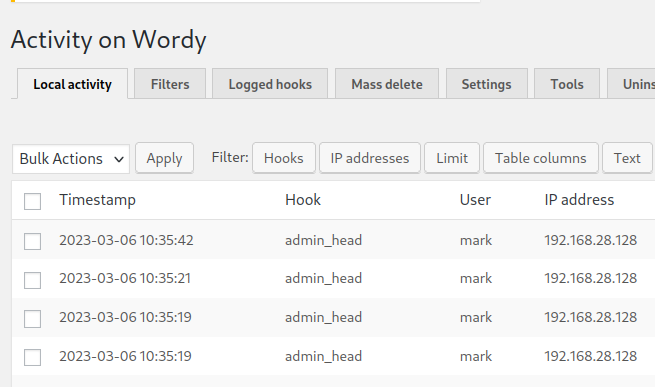 Activity on Wordy
Local activity Filters Logged hooks Mass delete Settings Tools Unins
Bulk Actions Apply Filter: Hooks IP addresses Limit Table columns Text
Timestamp Hook User IP address
2023-03-06 10:35:42 admin_head mark 192.168.28.128
2023-03-06 10:35:21 admin_head mark 192.168.28.128
2023-03-06 10:35:19 admin_head mark 192.168.28.128
2023-03-06 10:35:19 admin_head mark 192.168.28.128